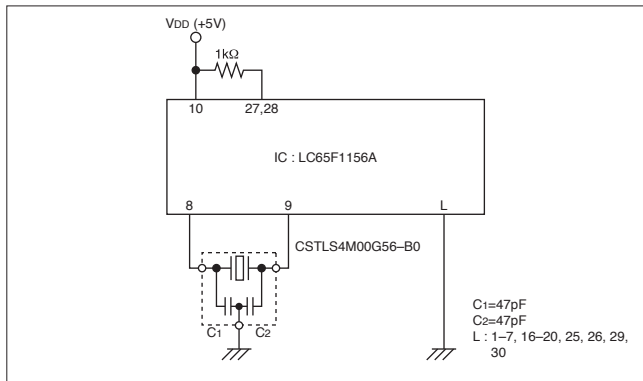 VDD (+5V)
1kΩ
10
27,28
IC : LC65F1156A
8
9
L
CSTLS4M00G56–B0
C1
C2
C1=47pF
C2=47pF
L : 1–7, 16–20, 25, 26, 29,
30